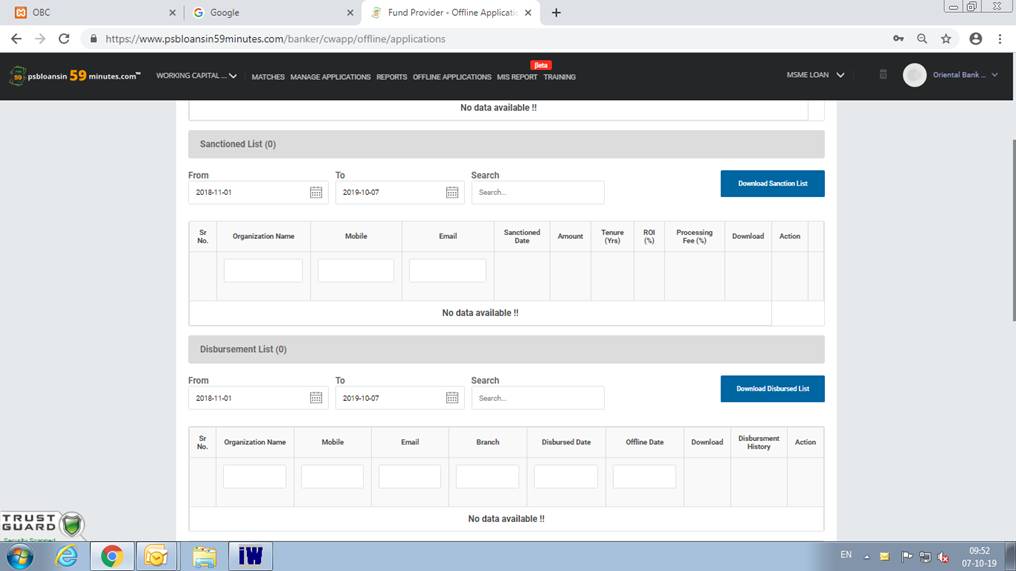 OBC
Google
Fund Provider - Offline Applicatio
https://www.psbloansin59minutes.com/banker/cwapp/offline/applications
psbloansin 59 minutes.com™
WORKING CAPITAL ...
MATCHES
MANAGE APPLICATIONS
REPORTS
OFFLINE APPLICATIONS
Beta
MIS REPORT
TRAINING
MSME LOAN
Oriental Bank ...
No data available !!
Sanctioned List (0)
From
To
Search
2018-11-01
2019-10-07
Search...
Download Sanction List
Sr No.
Organization Name
Mobile
Email
Sanctioned Date
Amount
Tenure (Yrs)
ROI (%)
Processing Fee (%)
Download
Action
No data available !!
Disbursement List (0)
From
To
Search
2018-11-01
2019-10-07
Search...
Download Disbursed List
Sr No.
Organization Name
Mobile
Email
Branch
Disbursed Date
Offline Date
Download
Disbursment History
Action
No data available !!
TRUST
GUARD
Security Scanned
EN
09:52
07-10-19